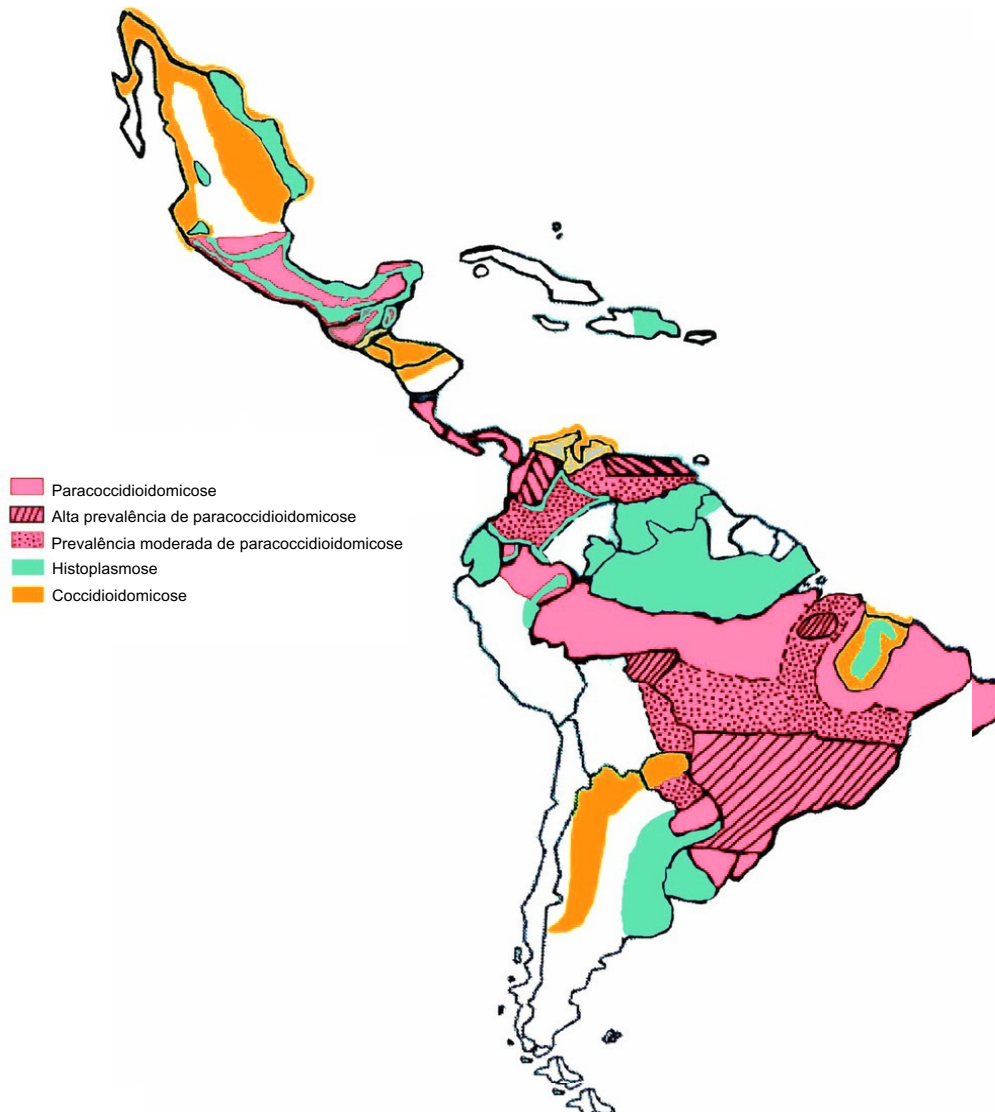 Paracoccidioidomicose
Alta prevalência de paracoccidioidomicose
Prevalência moderada de paracoccidioidomicose
Histoplasmose
Coccidioidomicose